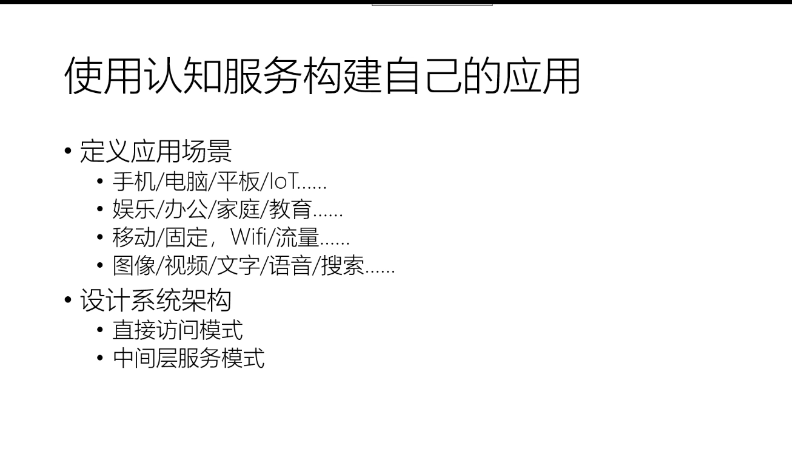 使用认知服务构建自己的应用
• 定义应用场景
• 手机/电脑/平板/IoT......
• 娱乐/办公/家庭/教育......
• 移动/固定，Wifi/流量......
• 图像/视频/文字/语音/搜索......
• 设计系统架构
• 直接访问模式
• 中间层服务模式